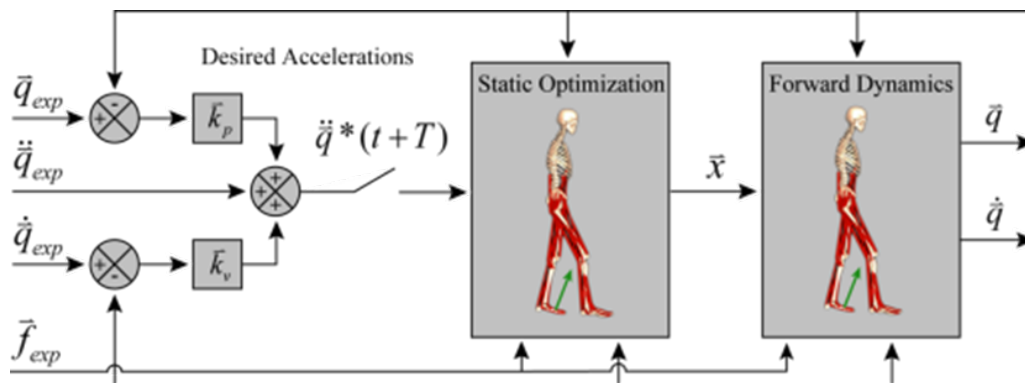 Desired Accelerations
Static Optimization
Forward Dynamics
q⃗exp
- +
k⃗p
q̈⃗*(t+T)
q⃗
q̈⃗exp
+ + +
x⃗
q̇⃗exp
+ -
k⃗v
q̇⃗
f⃗exp